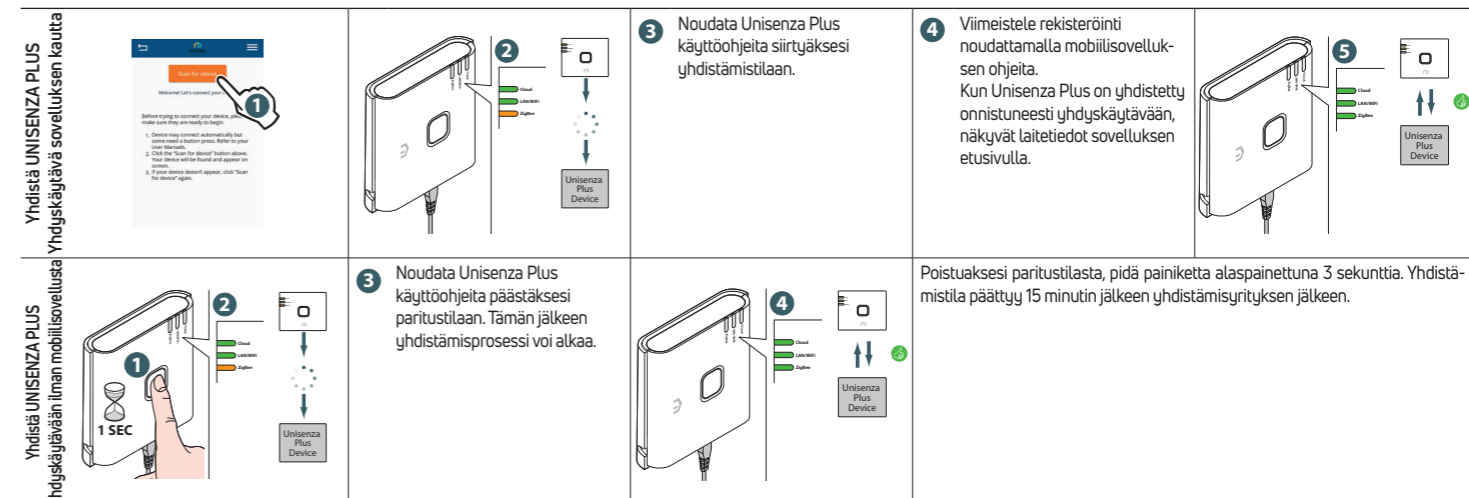 Yhdistä UNISENZA PLUS
Yhdyskäytävä sovelluksen kautta
Scan for device
Welcome! Let's connect your
1
Before trying to connect your device, ple
make sure they are ready to begin.
1, Device may connect automatically but
some need a button press. Refer to your
User Manuals.
2, Click the "Scan for device" button above.
Your device will be found and appear on
screen.
3, If your device doesn't appear, click "Scan
for device" again.
2
Cloud
LAN/WiFi
ZigBee
Unisenza
Plus
Device
3
Noudata Unisenza Plus
käyttöohjeita siirtyäksesi
yhdistämistilaan.
4
Viimeistele rekisteröinti
noudattamalla mobiilisovelluk-
sen ohjeita.
Kun Unisenza Plus on yhdistetty
onnistuneesti yhdyskäytävään,
näkyvät laitetiedot sovelluksen
etusivulla.
5
Cloud
LAN/WiFi
ZigBee
Unisenza
Plus
Device
Yhdistä UNISENZA PLUS
hdyskäytävään ilman mobiilisovellusta
1
1 SEC
2
Cloud
LAN/WiFi
ZigBee
Unisenza
Plus
Device
3
Noudata Unisenza Plus
käyttöohjeita päästäksesi
paritustilaan. Tämän jälkeen
yhdistämisprosessi voi alkaa.
4
Cloud
LAN/WiFi
ZigBee
Unisenza
Plus
Device
Poistuaksesi paritustilasta, pidä painiketta alaspainettuna 3 sekunttia. Yhdistä-
mistila päättyy 15 minutin jälkeen yhdistämisyrityksen jälkeen.